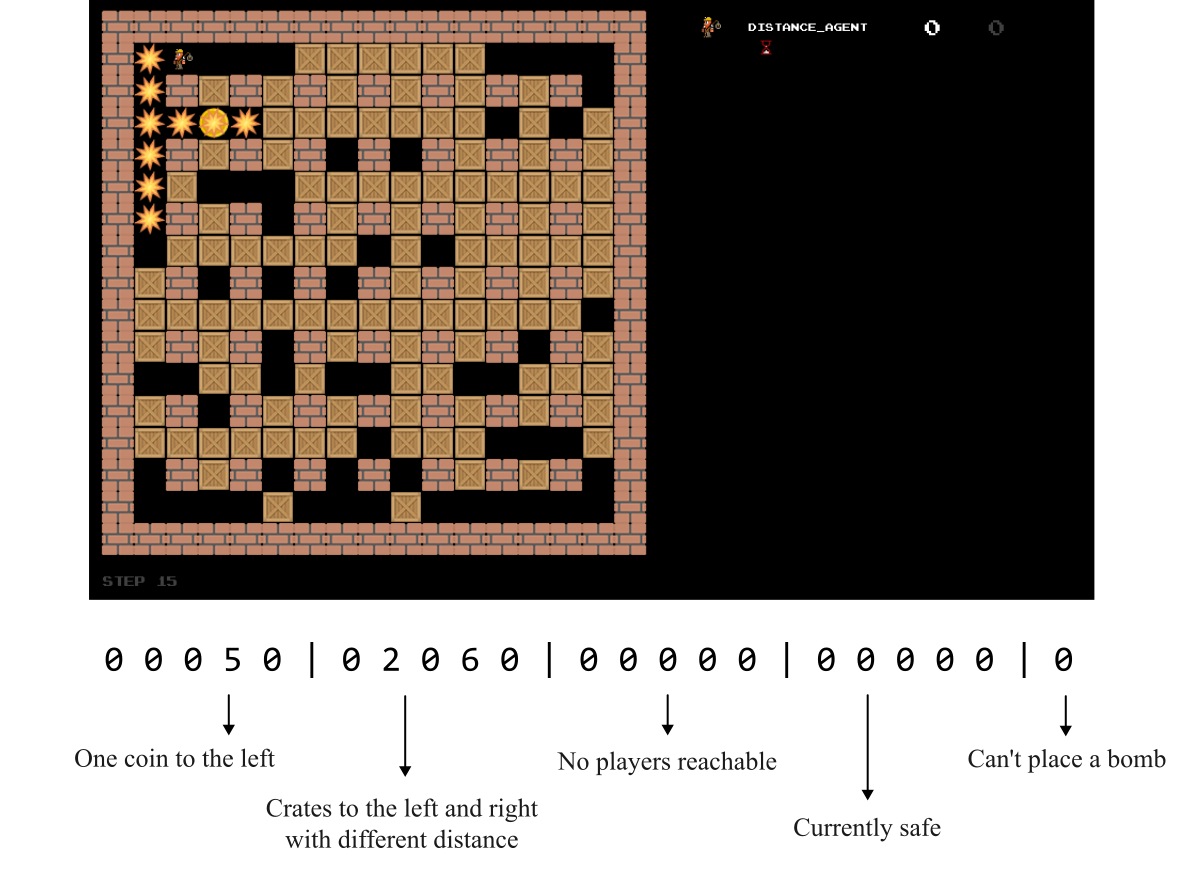 DISTANCE_AGENT 0 0
STEP 15
0 0 0 5 0 | 0 2 0 6 0 | 0 0 0 0 0 | 0 0 0 0 0 | 0
One coin to the left
No players reachable
Can't place a bomb
Crates to the left and right
with different distance
Currently safe